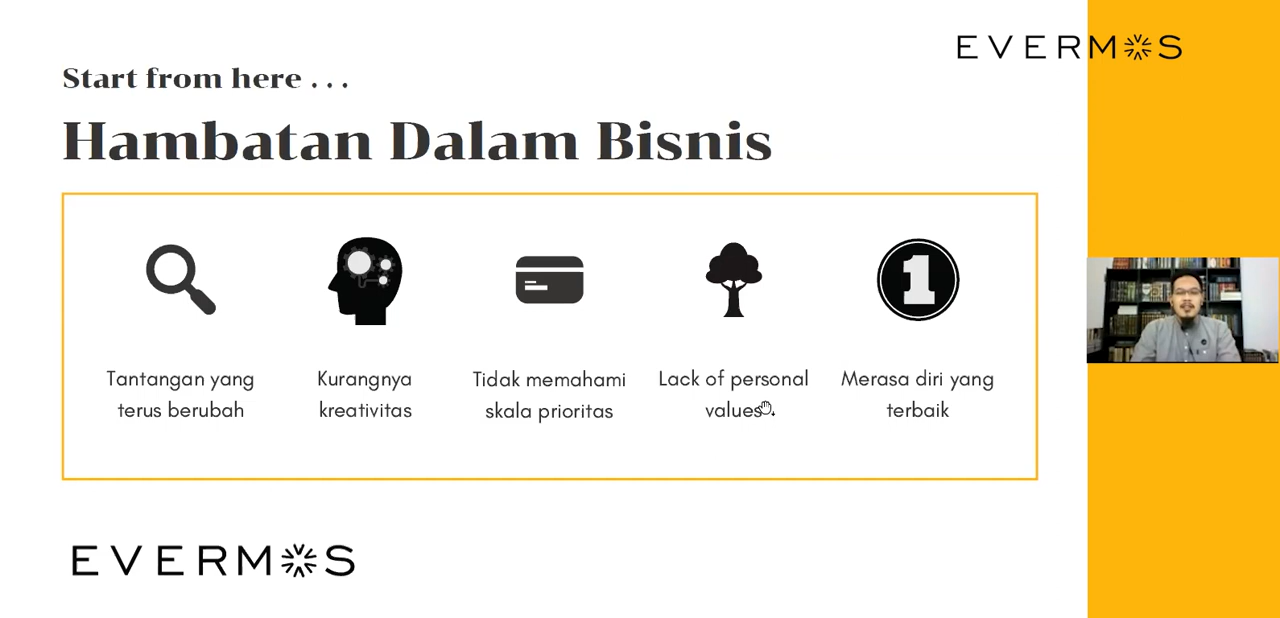 EVERMOS
Start from here . . .
Hambatan Dalam Bisnis
1
Tantangan yang
terus berubah
Kurangnya
kreativitas
Tidak memahami
skala prioritas
Lack of personal
values
Merasa diri yang
terbaik
EVERMOS